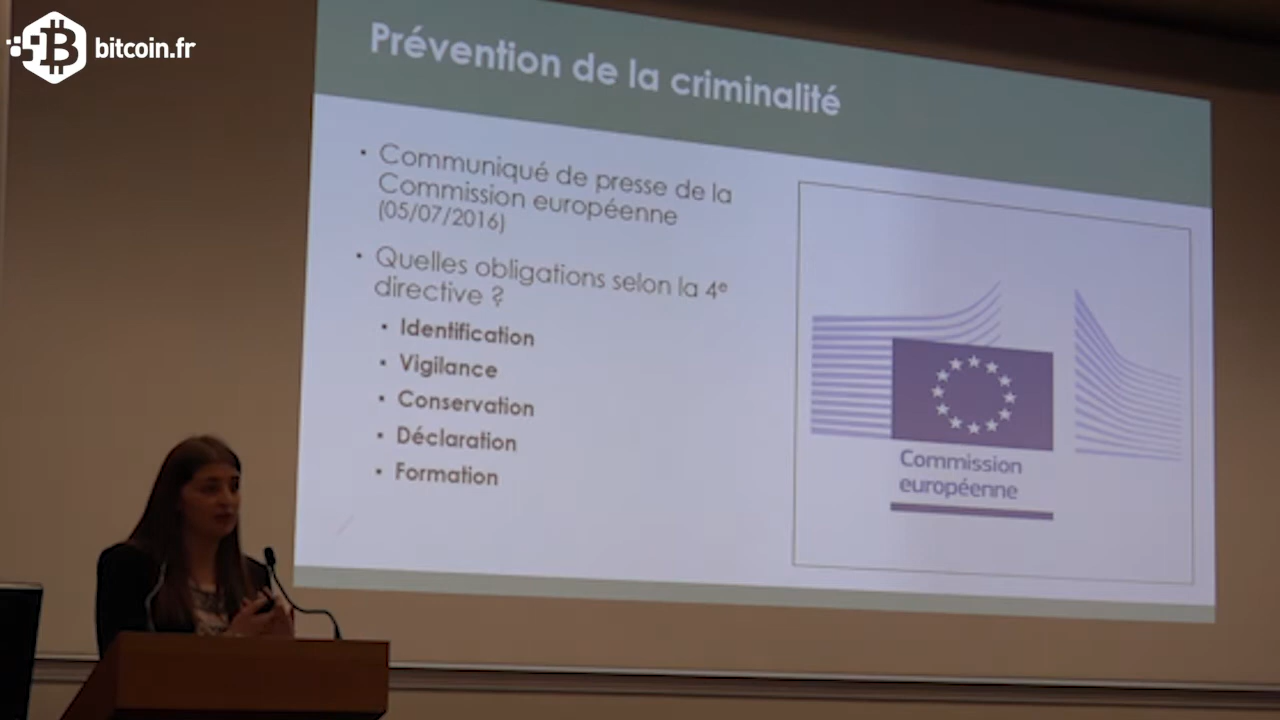 bitcoin.fr
Prévention de la criminalité
• Communiqué de presse de la
Commission européenne
(05/07/2016)
• Quelles obligations selon la 4e
directive ?
• Identification
• Vigilance
• Conservation
• Déclaration
• Formation
Commission
européenne